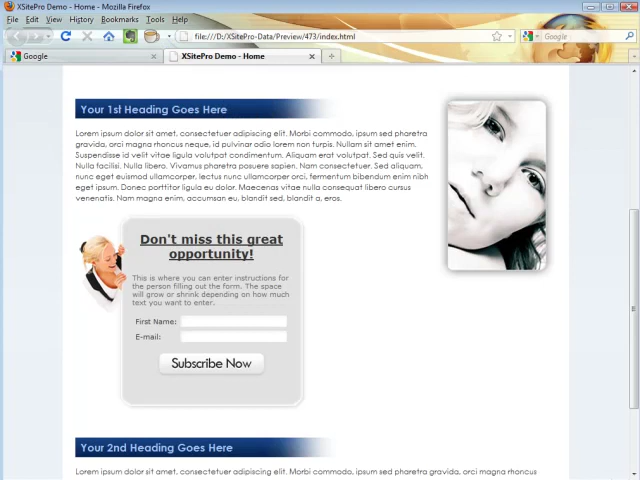 XSitePro Demo - Home - Mozilla Firefox
File Edit View History Bookmarks Tools Help
file:///D:/XSitePro-Data/Preview/473/index.html
Google
Google
XSitePro Demo - Home
Your 1st Heading Goes Here
Lorem ipsum dolor sit amet, consectetuer adipiscing elit. Morbi commodo, ipsum sed pharetra
gravida, orci magna rhoncus neque, id pulvinar odio lorem non turpis. Nullam sit amet enim.
Suspendisse id velit vitae ligula volutpat condimentum. Aliquam erat volutpat. Sed quis velit.
Nulla facilisi. Nulla libero. Vivamus pharetra posuere sapien. Nam consectetuer. Sed aliquam,
nunc eget euismod ullamcorper, lectus nunc ullamcorper orci, fermentum bibendum enim nibh
eget ipsum. Donec porttitor ligula eu dolor. Maecenas vitae nulla consequat libero cursus
venenatis. Nam magna enim, accumsan eu, blandit sed, blandit a, eros.
Don't miss this great
opportunity!
This is where you can enter instructions for
the person filling out the form. The space
will grow or shrink depending on how much
text you want to enter.
First Name:
E-mail:
Subscribe Now
Your 2nd Heading Goes Here
Lorem ipsum dolor sit amet, consectetuer adipiscing elit. Morbi commodo, ipsum sed pharetra gravida, orci magna rhoncus